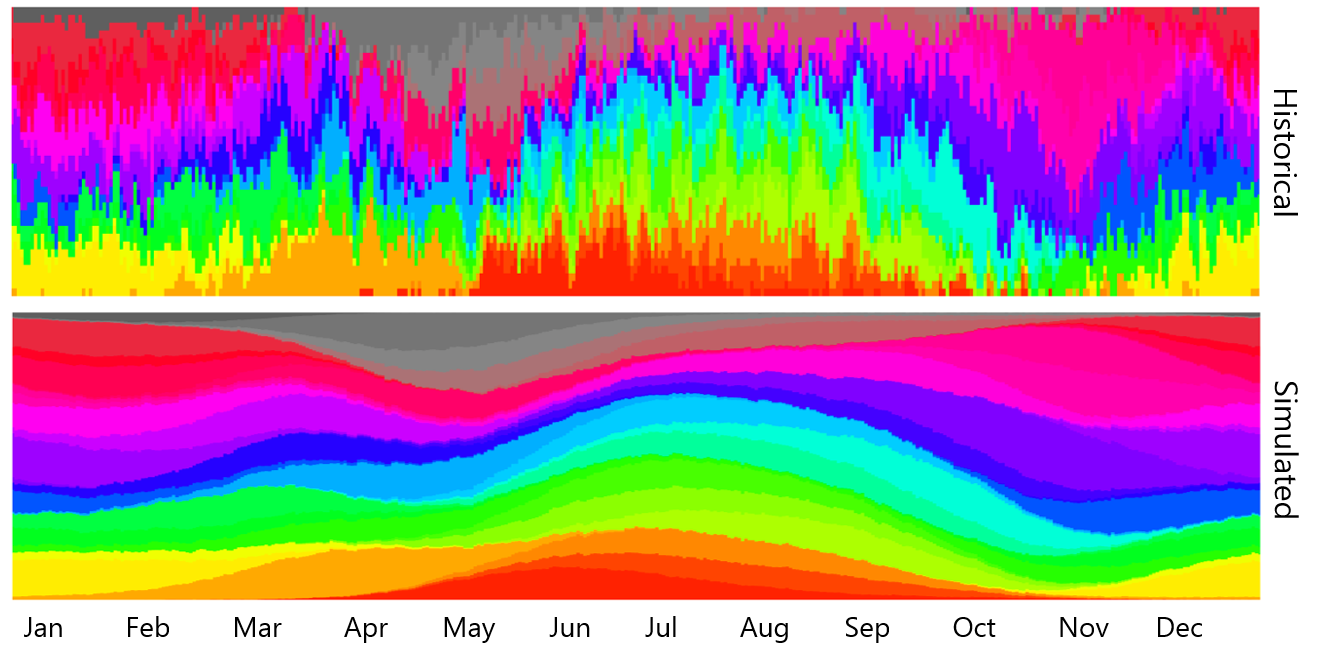 Historical
Simulated
Jan Feb Mar Apr May Jun Jul Aug Sep Oct Nov Dec